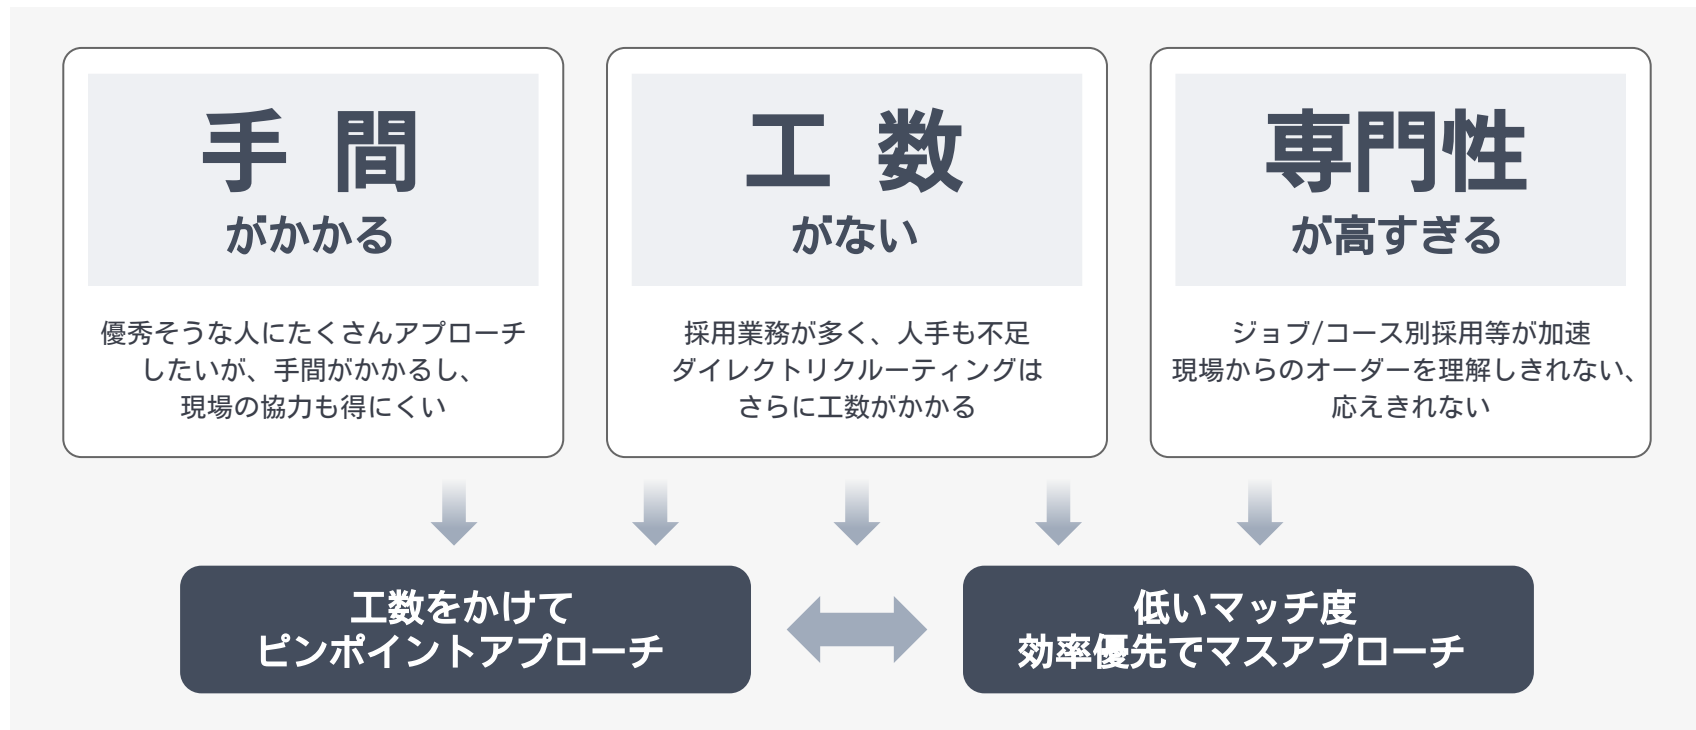 手 間
がかかる
優秀そうな人にたくさんアプローチ
したいが、手間がかかるし、
現場の協力も得にくい
工 数
がない
採用業務が多く、人手も不足
ダイレクトリクルーティングは
さらに工数がかかる
専門性
が高すぎる
ジョブ/コース別採用等が加速
現場からのオーダーを理解しきれない、
応えきれない
工数をかけて
ピンポイントアプローチ
低いマッチ度
効率優先でマスアプローチ